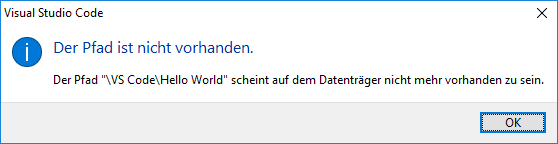 Visual Studio Code
Der Pfad ist nicht vorhanden.
Der Pfad "\VS Code\Hello World" scheint auf dem Datenträger nicht mehr vorhanden zu sein.
OK